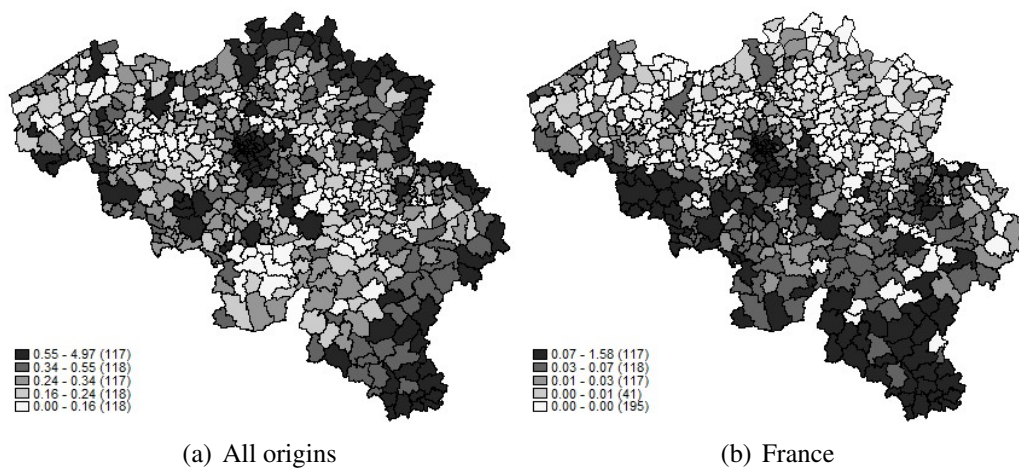 0.55 - 4.97 (117)
0.34 - 0.55 (118)
0.24 - 0.34 (117)
0.16 - 0.24 (118)
0.00 - 0.16 (118)
(a) All origins
0.07 - 1.58 (117)
0.03 - 0.07 (118)
0.01 - 0.03 (117)
0.00 - 0.01 (41)
0.00 - 0.00 (195)
(b) France